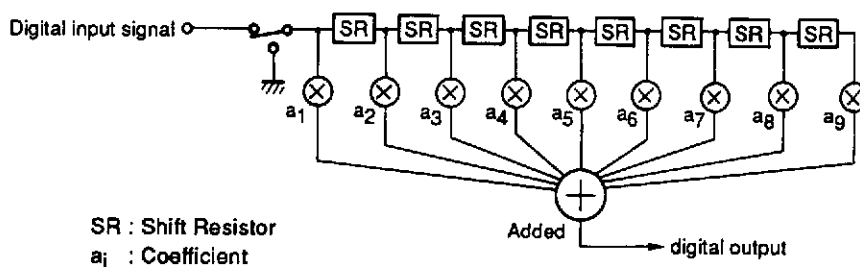 Digital input signal
SR SR SR SR SR SR SR SR
a1 a2 a3 a4 a5 a6 a7 a8 a9
Added
digital output
SR : Shift Resistor
ai : Coefficient